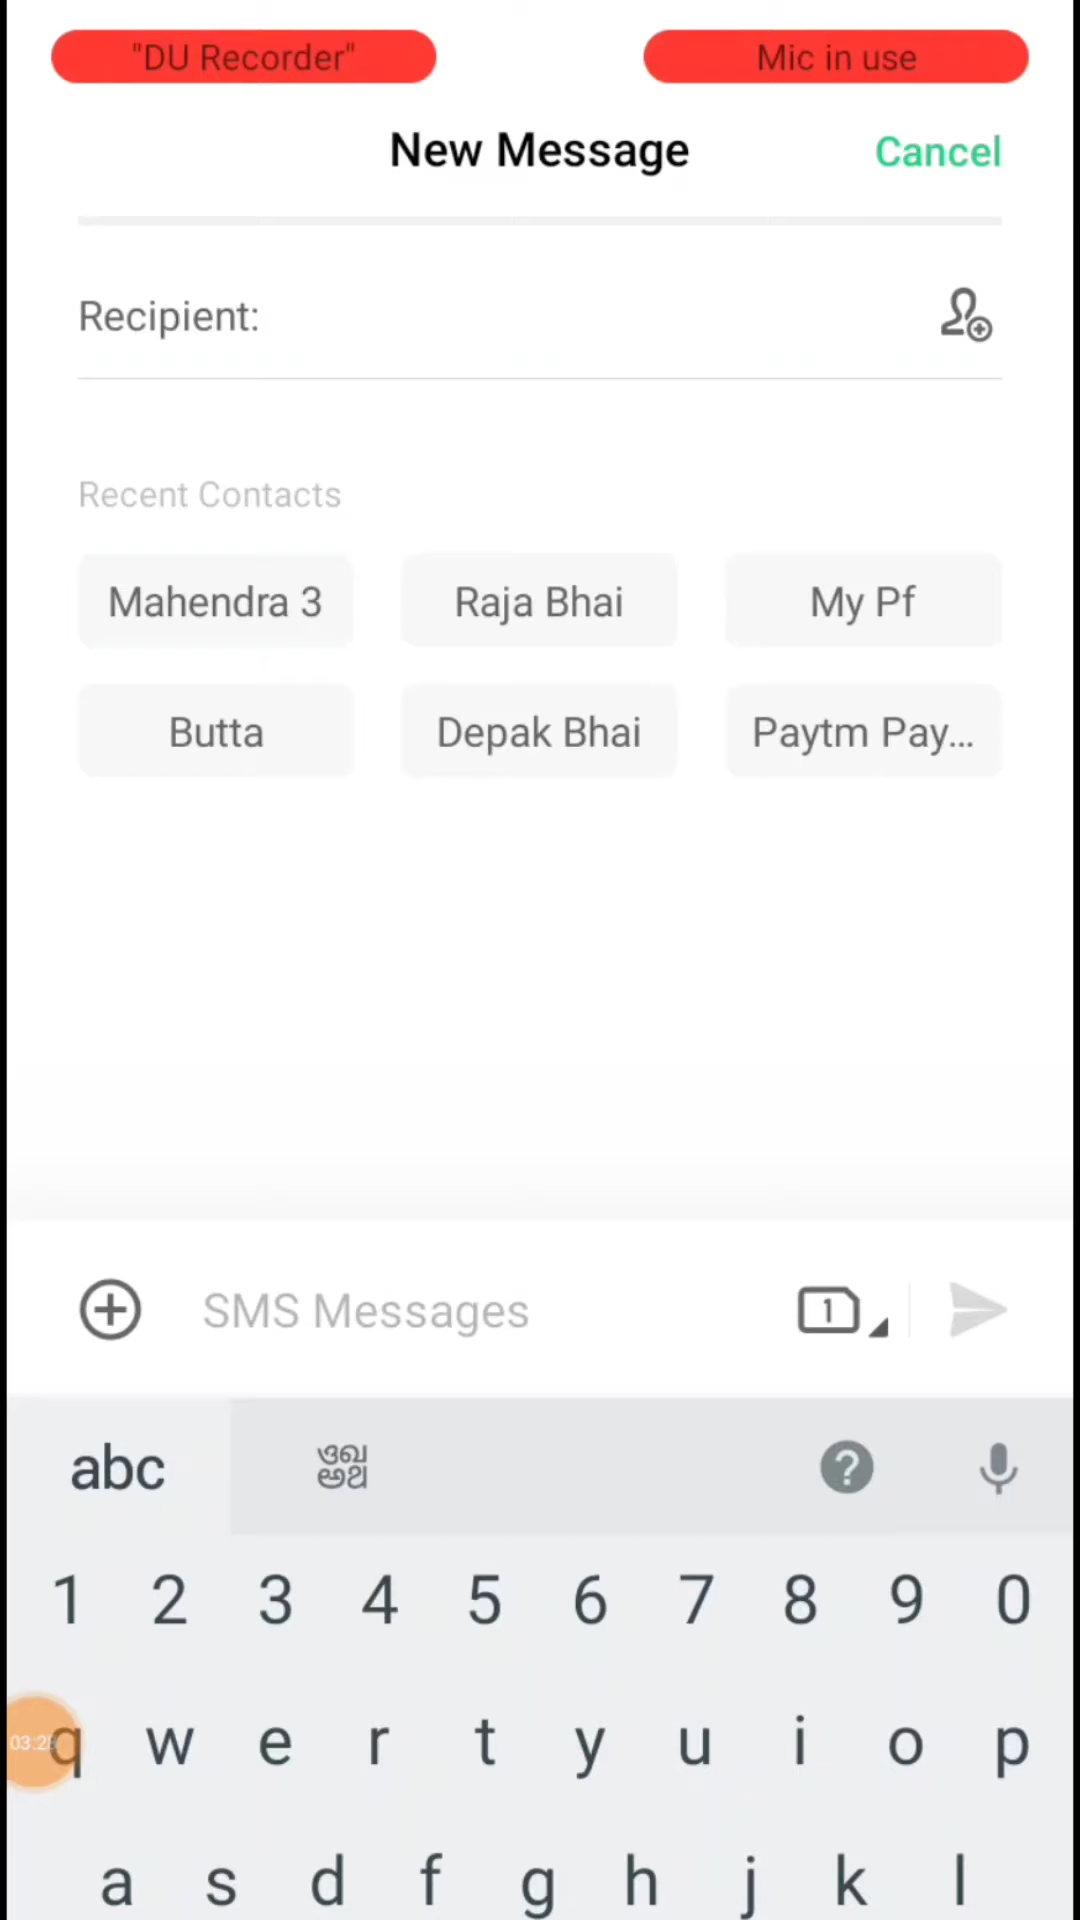 "DU Recorder" Mic in use
New Message Cancel
Recipient:
Recent Contacts
Mahendra 3 Raja Bhai My Pf
Butta Depak Bhai Paytm Pay...
SMS Messages 1
abc
1 2 3 4 5 6 7 8 9 0
q w e r t y u i o p
a s d f g h j k l